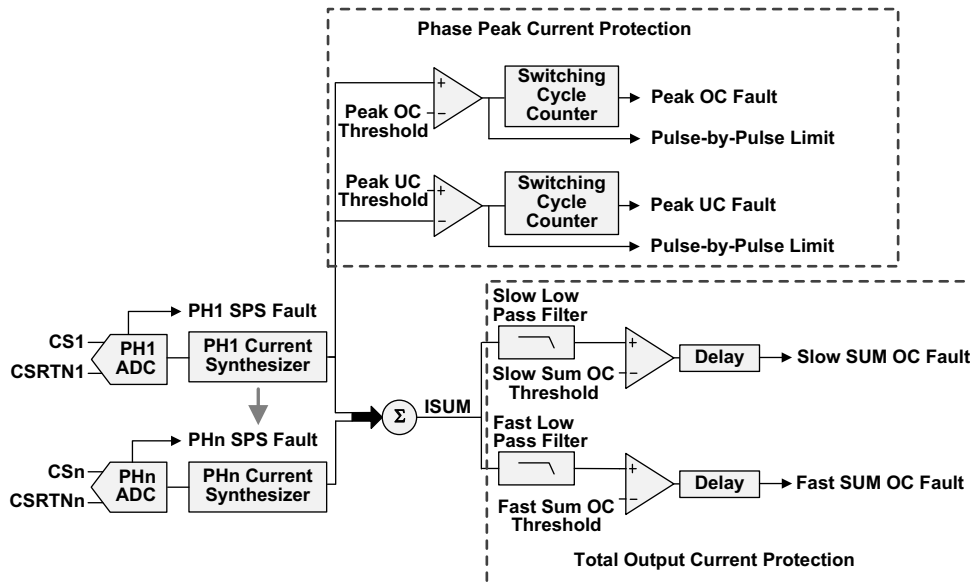 Phase Peak Current Protection
Peak OC
Threshold
+
−
Switching
Cycle
Counter
Peak OC Fault
Pulse-by-Pulse Limit
Peak UC
Threshold
+
−
Switching
Cycle
Counter
Peak UC Fault
Pulse-by-Pulse Limit
CS1
CSRTN1
PH1
ADC
PH1 SPS Fault
PH1 Current
Synthesizer
CSn
CSRTNn
PHn
ADC
PHn SPS Fault
PHn Current
Synthesizer
Σ
ISUM
Slow Low
Pass Filter
Slow Sum OC
Threshold
+
−
Delay
Slow SUM OC Fault
Fast Low
Pass Filter
Fast Sum OC
Threshold
+
−
Delay
Fast SUM OC Fault
Total Output Current Protection